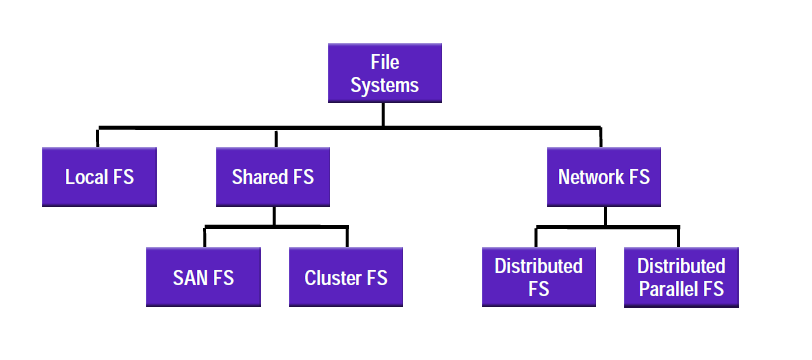 File
Systems
Local FS
Shared FS
Network FS
SAN FS
Cluster FS
Distributed
FS
Distributed
Parallel FS